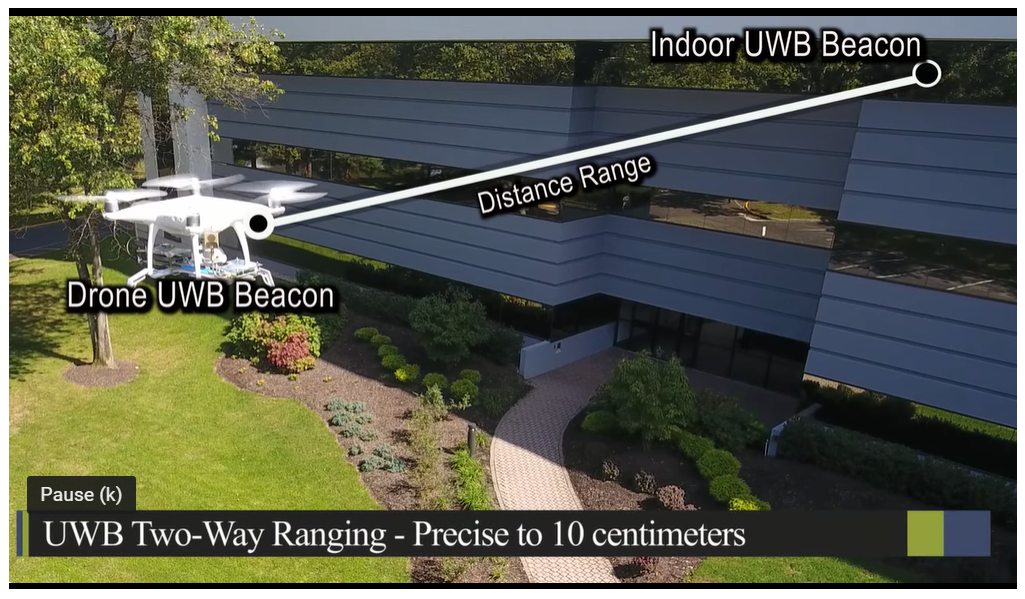 Indoor UWB Beacon
Distance Range
Drone UWB Beacon
Pause (k)
UWB Two-Way Ranging - Precise to 10 centimeters